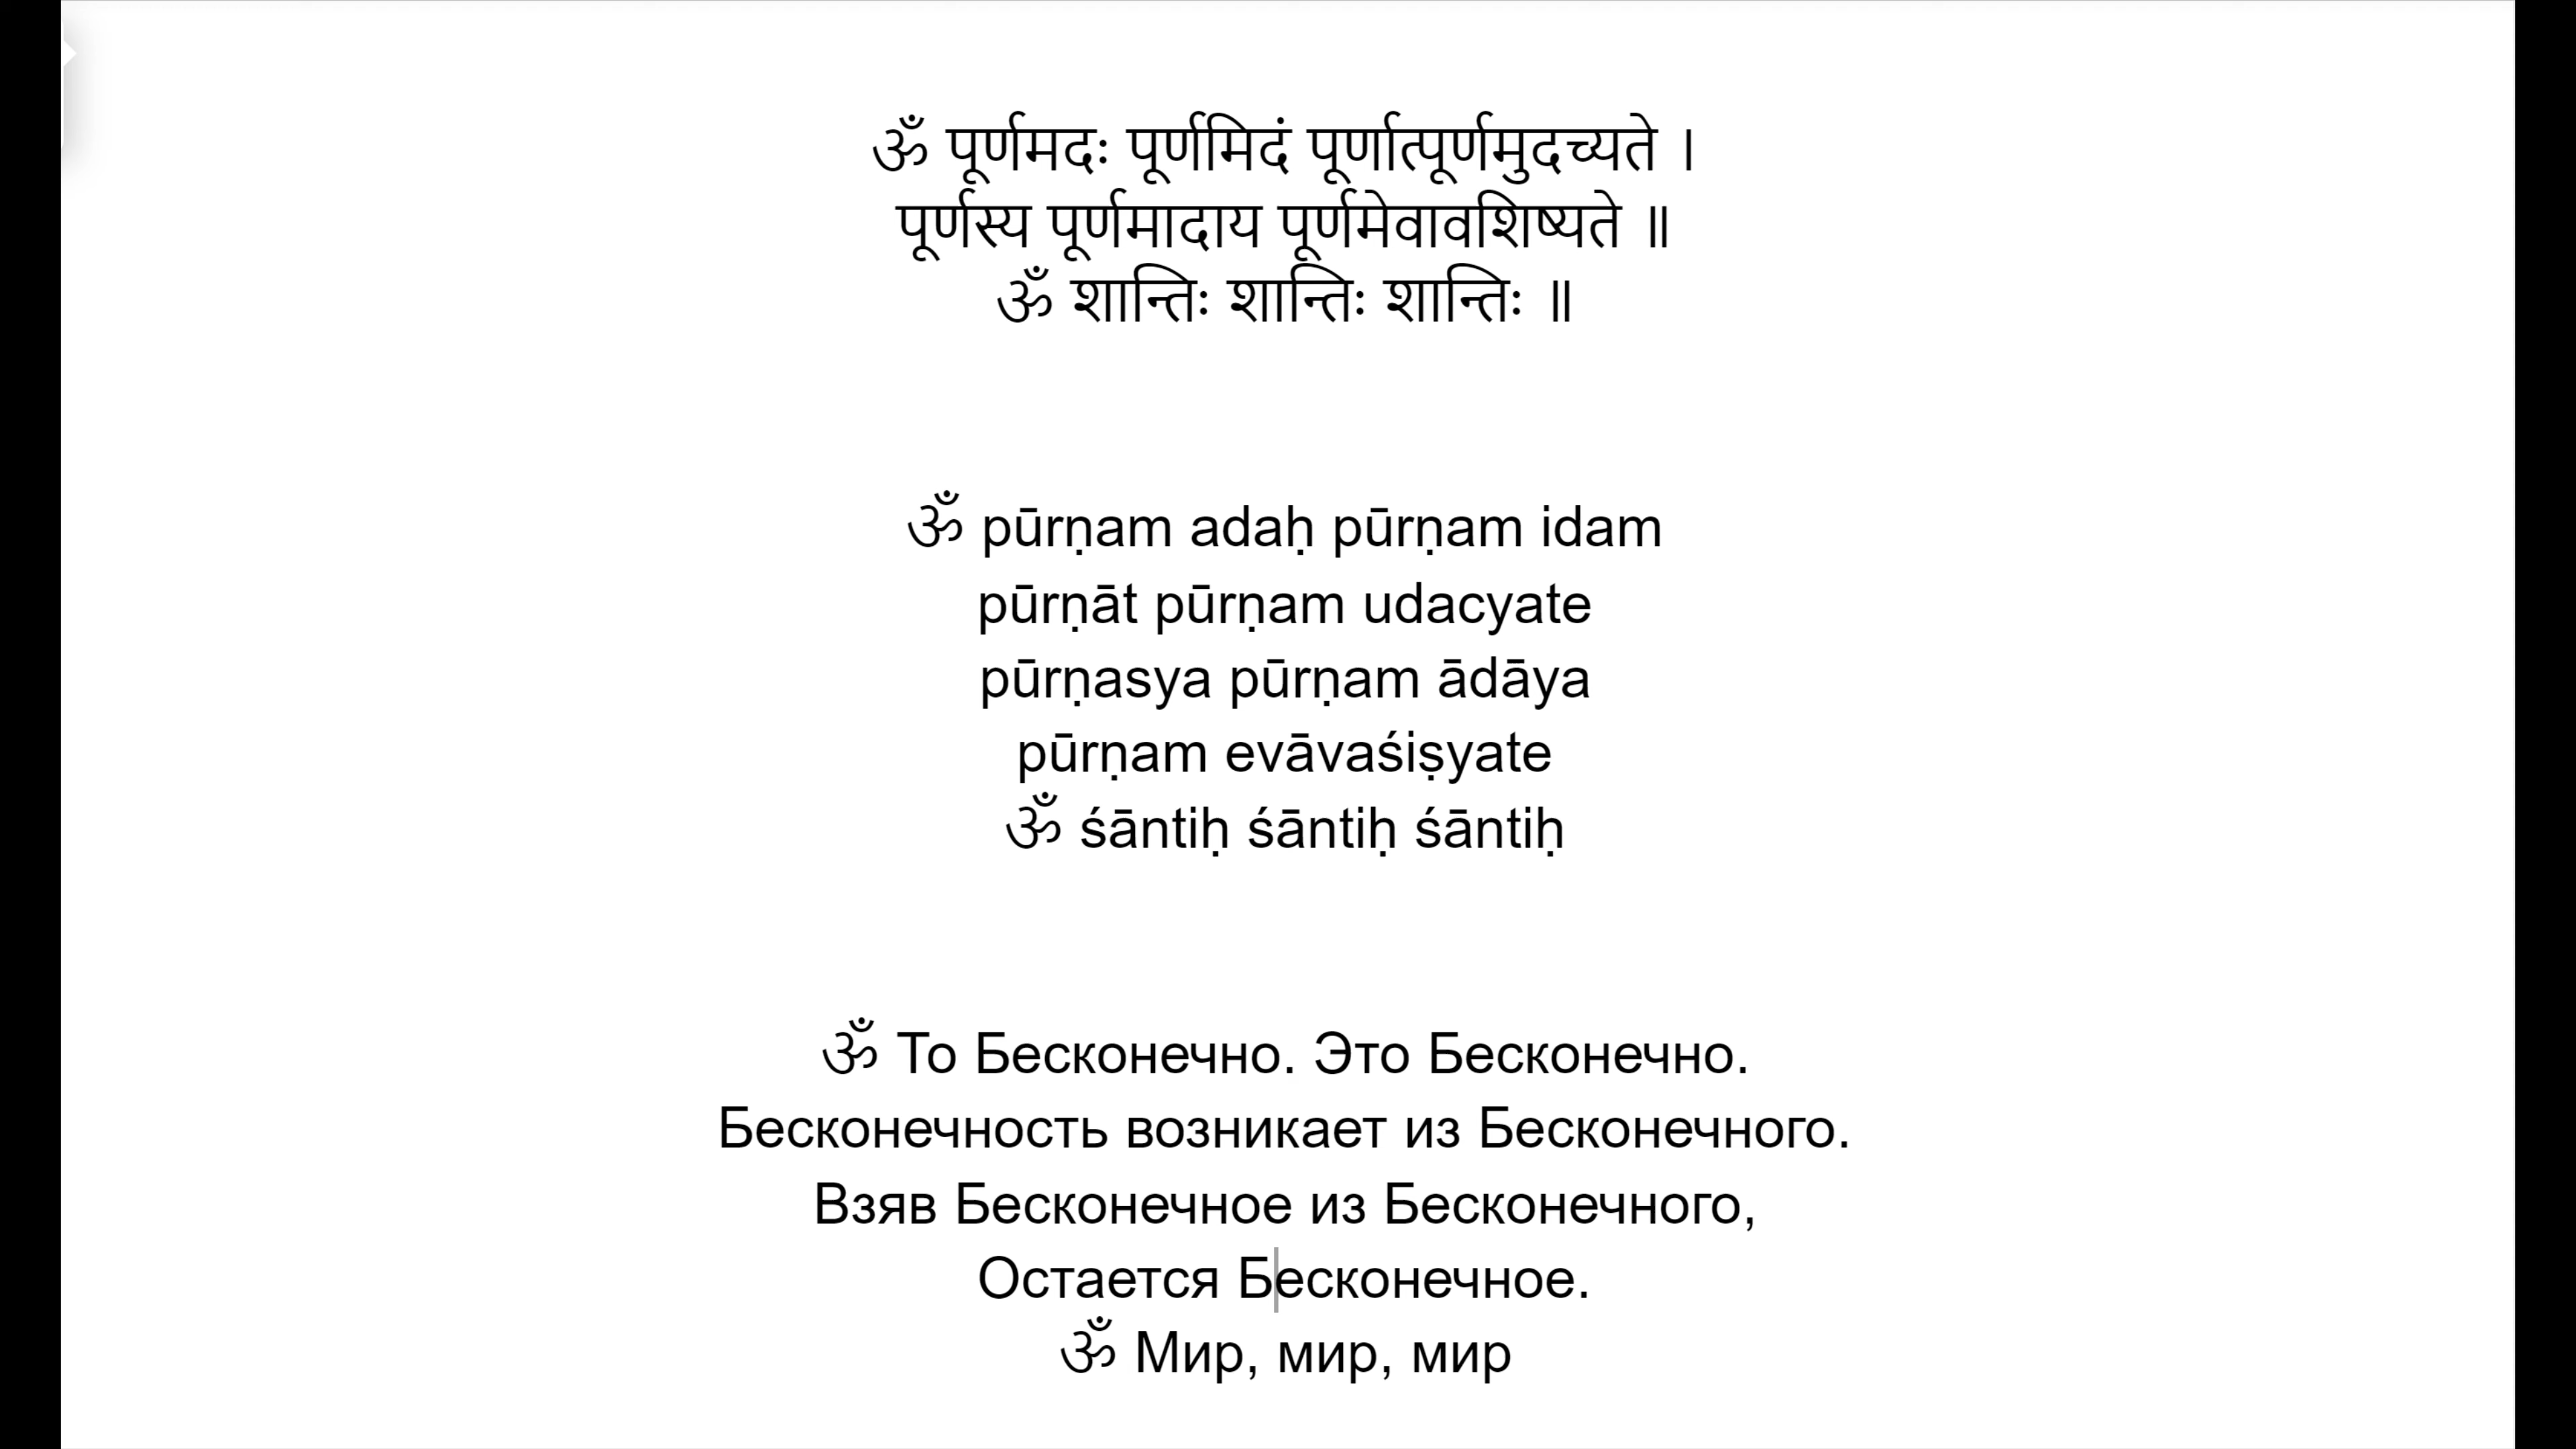 ॐ पूर्णमदः पूर्णमिदं पूर्णात्पूर्णमुदच्यते ।
पूर्णस्य पूर्णमादाय पूर्णमेवावशिष्यते ॥
ॐ शान्तिः शान्तिः शान्तिः ॥
ॐ pūrṇam adaḥ pūrṇam idam
pūrṇāt pūrṇam udacyate
pūrṇasya pūrṇam ādāya
pūrṇam evāvaśiṣyate
ॐ śāntiḥ śāntiḥ śāntiḥ
ॐ То Бесконечно. Это Бесконечно.
Бесконечность возникает из Бесконечного.
Взяв Бесконечное из Бесконечного,
Остается Бесконечное.
ॐ Мир, мир, мир